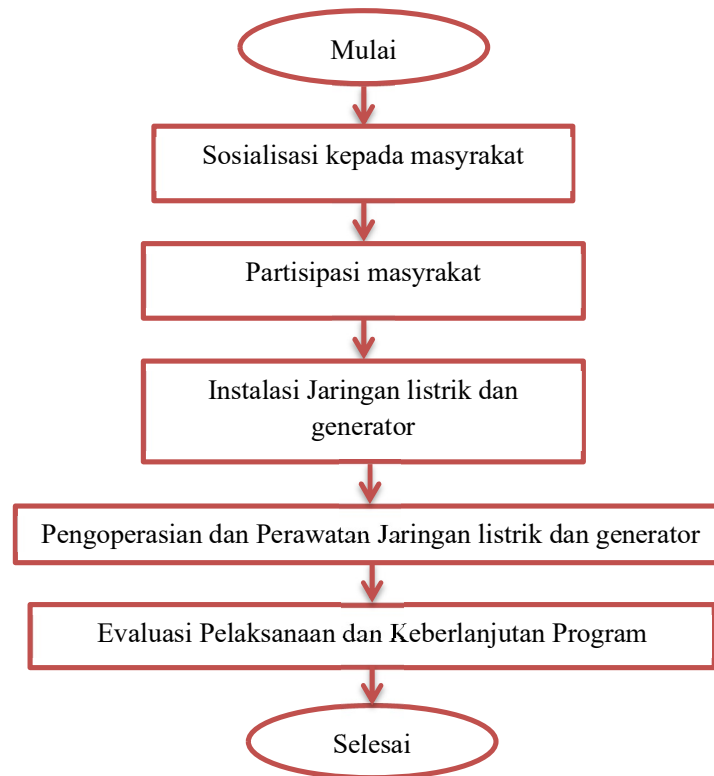 Mulai
Sosialisasi kepada masyrakat
Partisipasi masyrakat
Instalasi Jaringan listrik dan
generator
Pengoperasian dan Perawatan Jaringan listrik dan generator
Evaluasi Pelaksanaan dan Keberlanjutan Program
Selesai